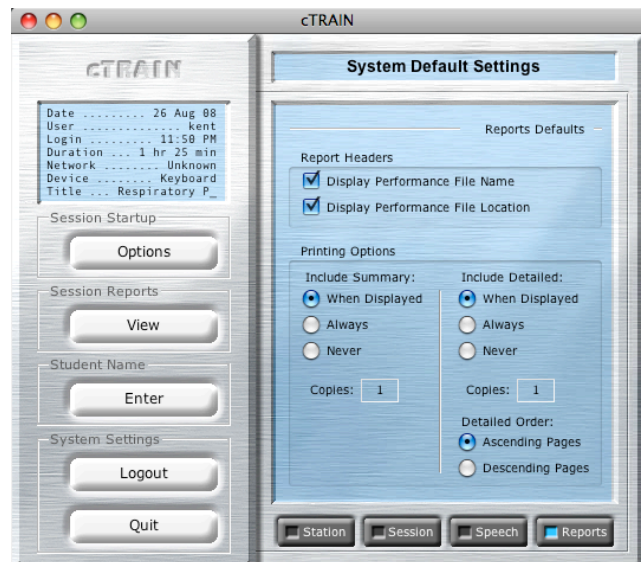 cTRAIN
cTRAIN
Date ......... 26 Aug 08
User .............. kent
Login ......... 11:50 PM
Duration ... 1 hr 25 min
Network ........ Unknown
Device ........ Keyboard
Title ... Respiratory P_
Session Startup
Options
Session Reports
View
Student Name
Enter
System Settings
Logout
Quit
System Default Settings
Reports Defaults
Report Headers
Display Performance File Name
Display Performance File Location
Printing Options
Include Summary:
When Displayed
Always
Never
Copies: 1
Include Detailed:
When Displayed
Always
Never
Copies: 1
Detailed Order:
Ascending Pages
Descending Pages
Station
Session
Speech
Reports